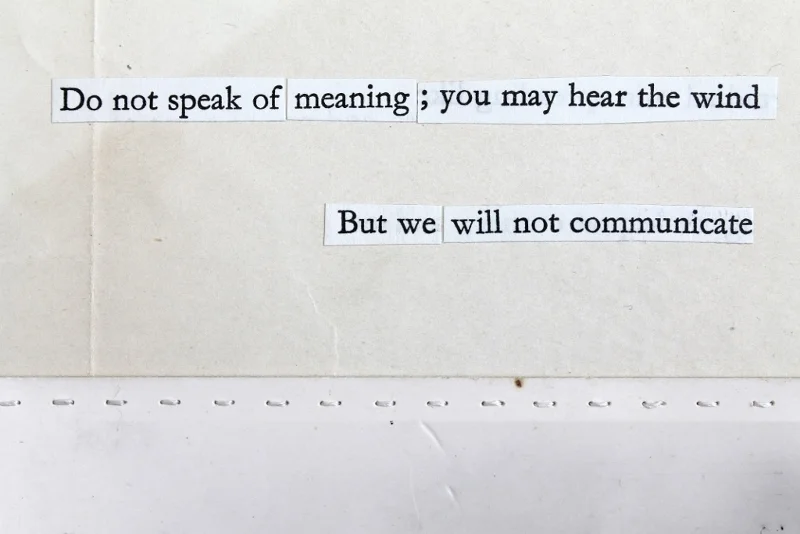 Do not speak of meaning; you may hear the wind
But we will not communicate